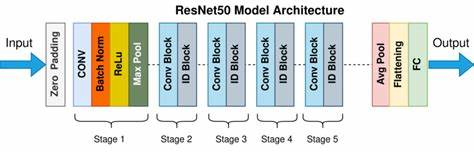 ResNet50 Model Architecture
Input
Zero Padding
CONV
Batch Norm
ReLu
Max Pool
Conv Block
ID Block
Conv Block
ID Block
Conv Block
ID Block
Conv Block
ID Block
Avg Pool
Flattening
FC
Output
Stage 1
Stage 2
Stage 3
Stage 4
Stage 5